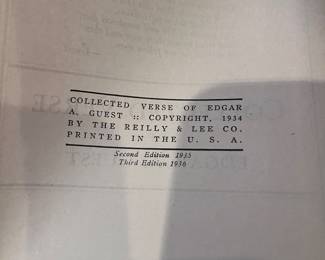 COLLECTED VERSE OF EDGAR
A. GUEST :: COPYRIGHT, 1934
BY THE REILLY & LEE CO.
PRINTED IN THE U. S. A.
Second Edition 1935
Third Edition 1936